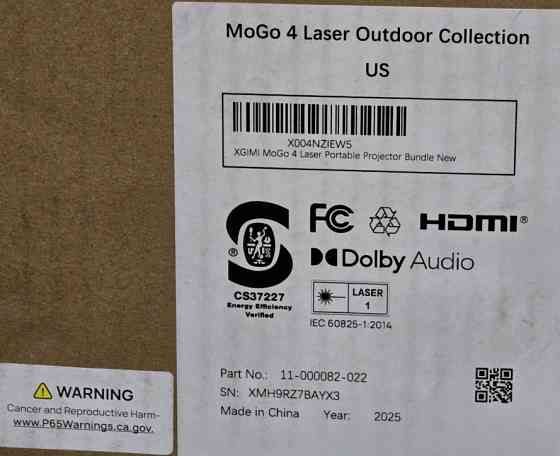 MoGo 4 Laser Outdoor Collection
US
X004NZIEW5
XGIMI MoGo 4 Laser Portable Projector Bundle New
FC
HDMI®
®
Dolby Audio
CS37227
Energy Efficiency
Verified
LASER
1
IEC 60825-1:2014
Part No.: 11-000082-022
SN: XMH9RZ7BAYX3
Made in China Year: 2025
WARNING
Cancer and Reproductive Harm-
www.P65Warnings.ca.gov.